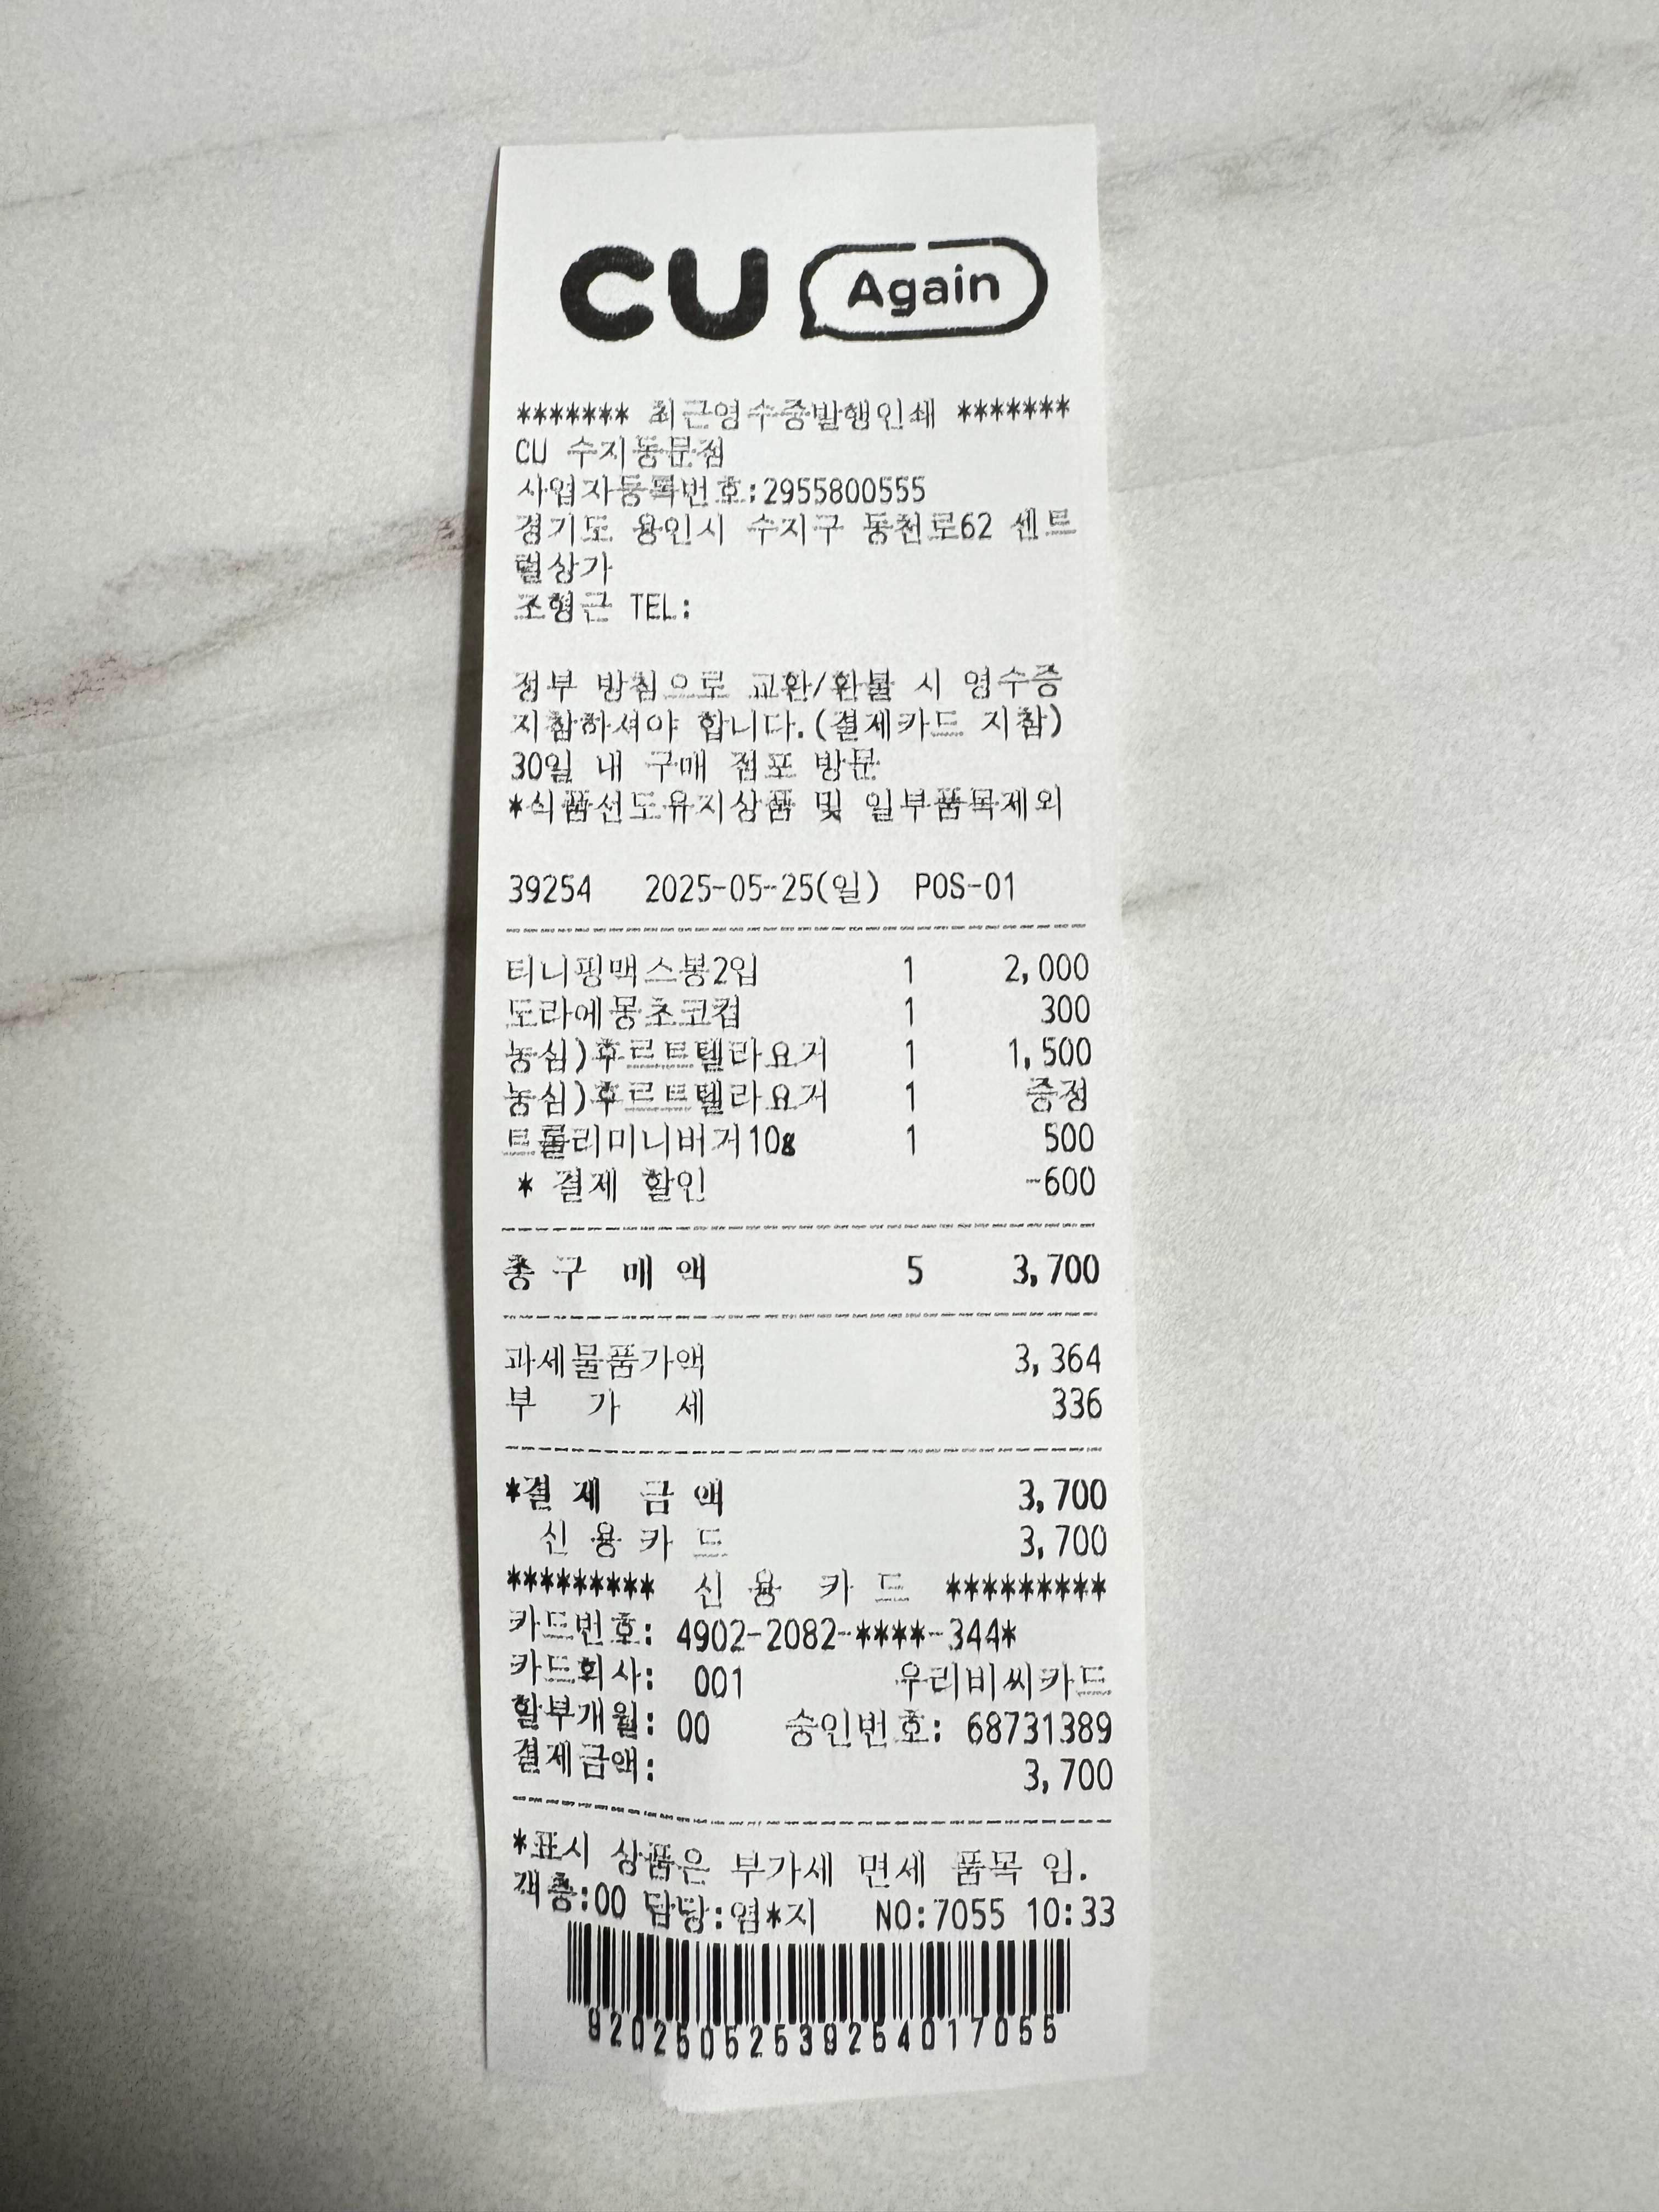 CU Again
******* 최근영수증발행인쇄 *******
CU 수지동문점
사업자등록번호:2955800555
경기도 용인시 수지구 동천로62 센트
럴상가
조형근 TEL:
정부 방침으로 교환/환불 시 영수증
지참하셔야 합니다.(결제카드 지참)
30일 내 구매 점포 방문
*식품선도유지상품 및 일부품목제외
39254 2025-05-25(일) POS-01
티니핑맥스봉2입 1 2,000
도라에몽초코컵 1 300
농심)후르트텔라요거 1 1,500
농심)후르트텔라요거 1 증정
트롤리미니버거10g 1 500
* 결제 할인 -600
총 구 매 액 5 3,700
과세물품가액 3,364
부 가 세 336
*결 제 금 액 3,700
신 용 카 드 3,700
********* 신 용 카 드 *********
카드번호: 4902-2082-****-344*
카드회사: 001 우리비씨카드
할부개월: 00 승인번호: 68731389
결제금액: 3,700
*표시 상품은 부가세 면세 품목 임.
객층:00 담당:염*지 NO:7055 10:33
92025052539254017055